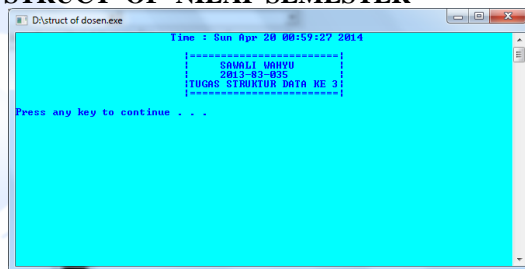 STRUCT OF NILAI SEMESTER
D:\struct of dosen.exe
Time : Sun Apr 20 00:59:27 2014
|========================|
| SAWALI WAHYU |
| 2013-83-035 |
|TUGAS STRUKTUR DATA KE 3|
|========================|
Press any key to continue . . .